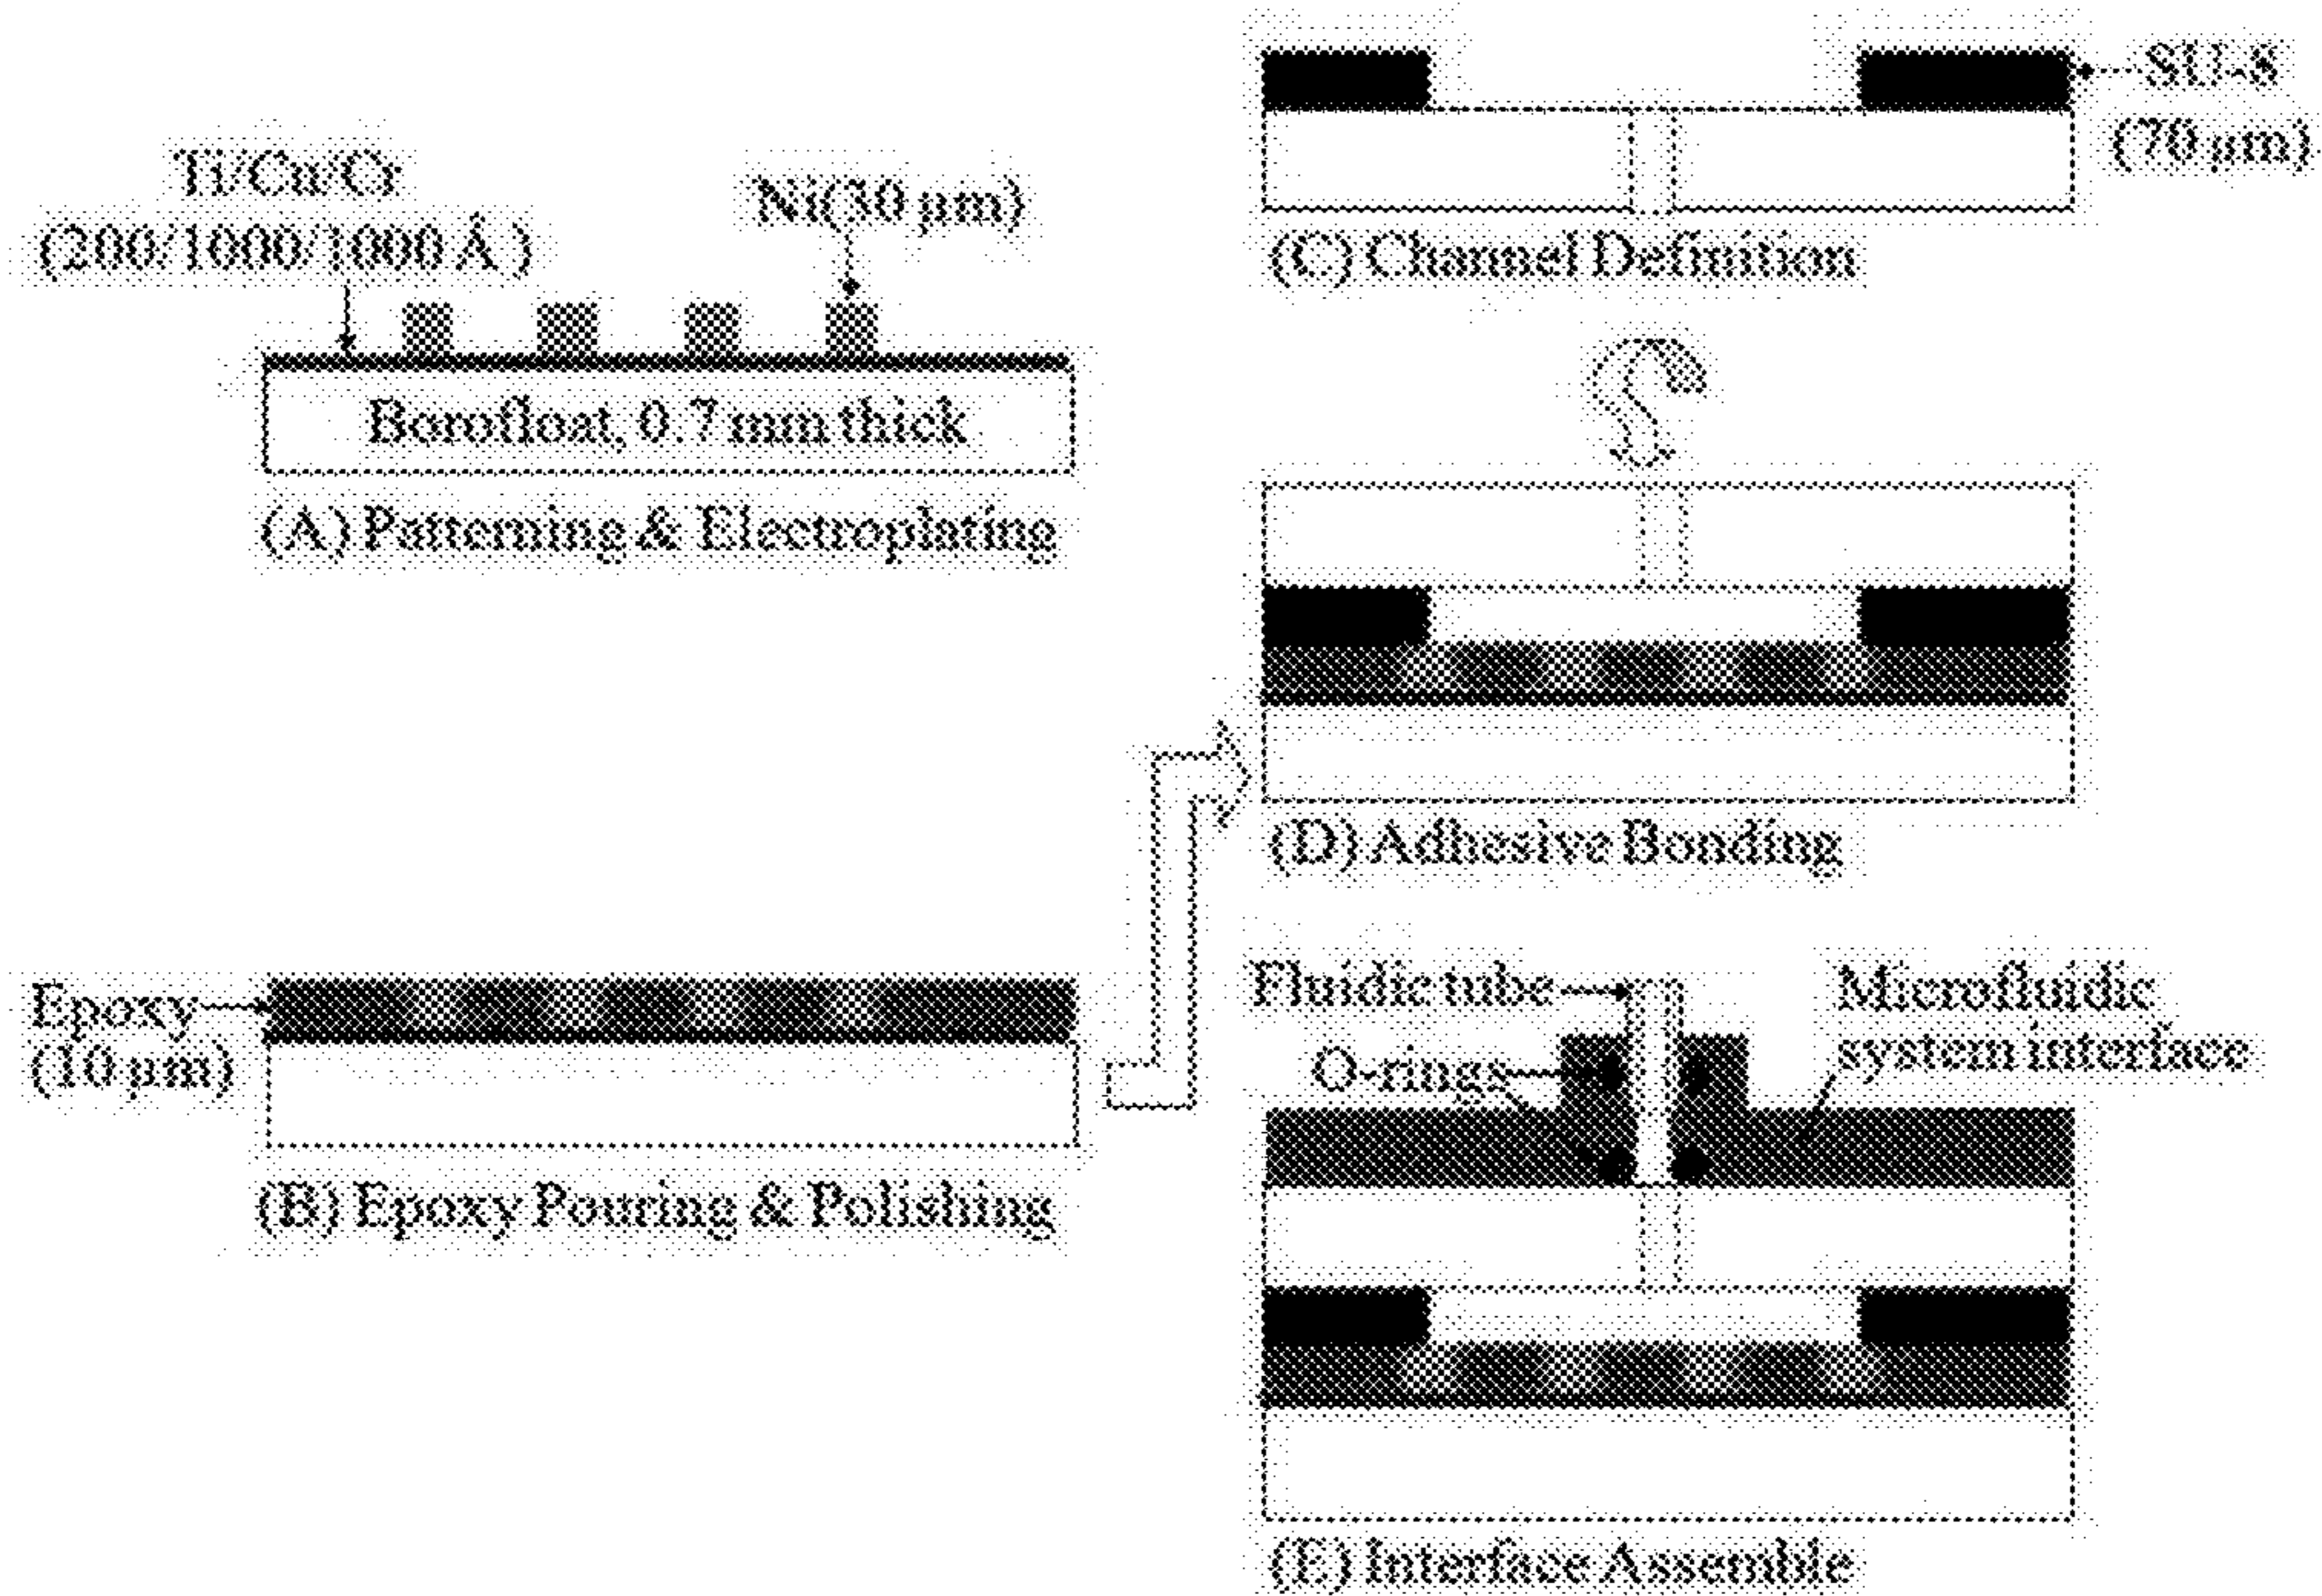 Ti/Cu/Cr
(200/1000/1000 Å)
Ni(30 µm)
Borofloat, 0.7 mm thick
(A) Patterning & Electroplating
Epoxy
(10 µm)
(B) Epoxy Pouring & Polishing
SU-8
(70 µm)
(C) Channel Definition
(D) Adhesive Bonding
Fluidic tube
O-rings
Microfluidic
system interface
(E) Interface Assemble